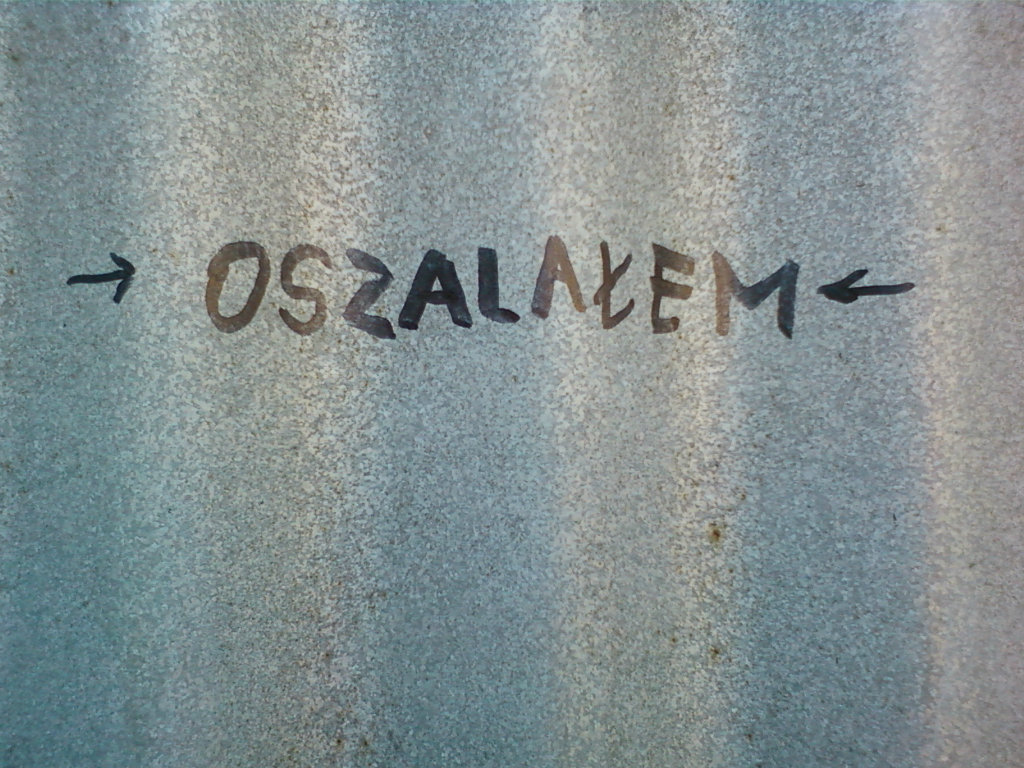 → OSZALAŁEM ←